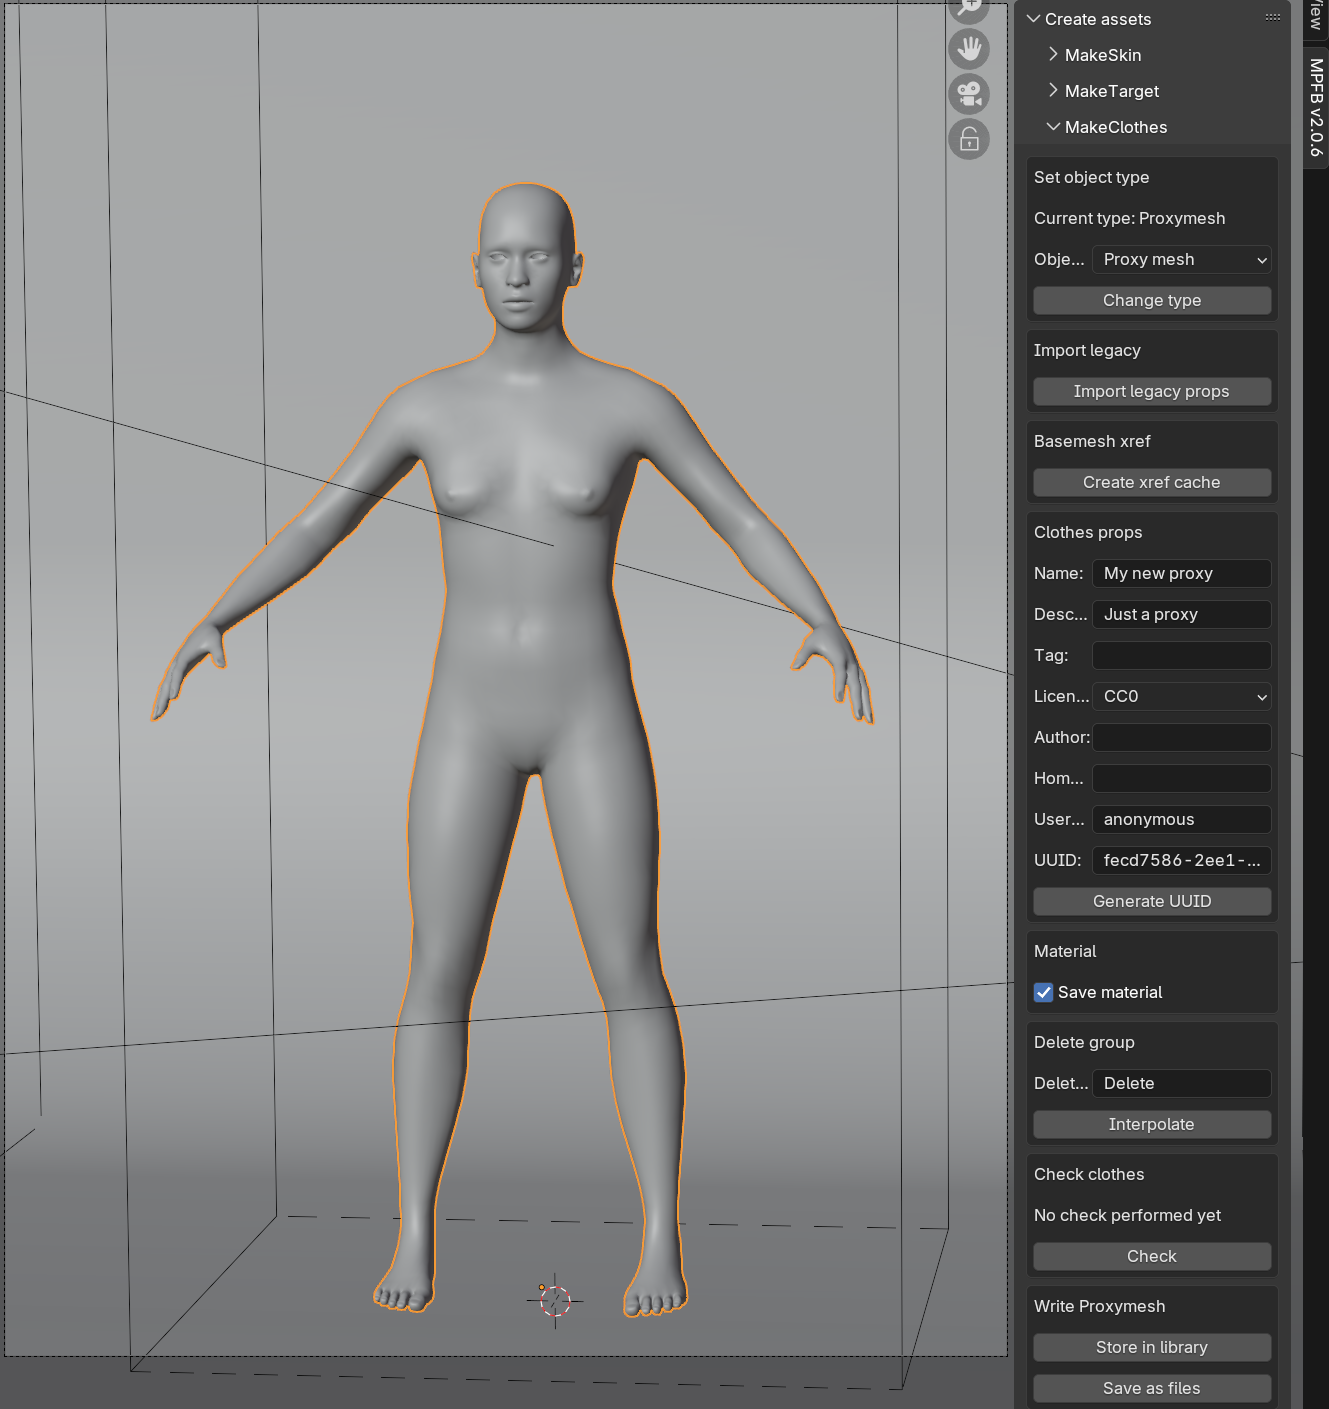 Create assets
MakeSkin
MakeTarget
MakeClothes
Set object type
Current type: Proxymesh
Obje... Proxy mesh
Change type
Import legacy
Import legacy props
Basemesh xref
Create xref cache
Clothes props
Name: My new proxy
Desc... Just a proxy
Tag:
Licen... CC0
Author:
Hom...
User... anonymous
UUID: fecd7586-2ee1-...
Generate UUID
Material
Save material
Delete group
Delet... Delete
Interpolate
Check clothes
No check performed yet
Check
Write Proxymesh
Store in library
Save as files
MPFB v2.0.6